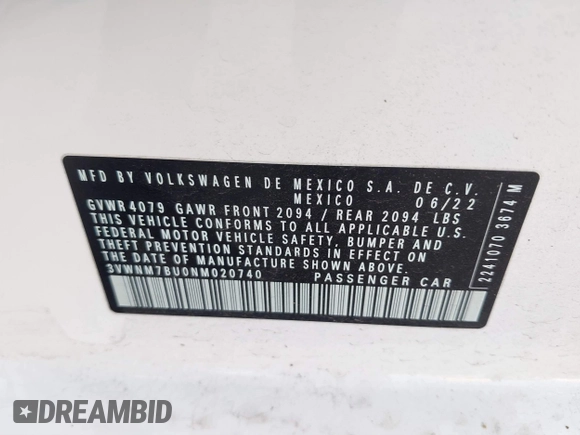 MFD BY VOLKSWAGEN DE MEXICO S.A. DE C.V.
MEXICO 06/22
GVWR 4079 GAWR FRONT 2094 / REAR 2094 LBS
THIS VEHICLE CONFORMS TO ALL APPLICABLE U.S.
FEDERAL MOTOR VEHICLE SAFETY, BUMPER AND
THEFT PREVENTION STANDARDS IN EFFECT ON
THE DATE OF MANUFACTURE SHOWN ABOVE.
3VWNM7BU0NM020740 PASSENGER CAR
2241070 3874 M
DREAMBID